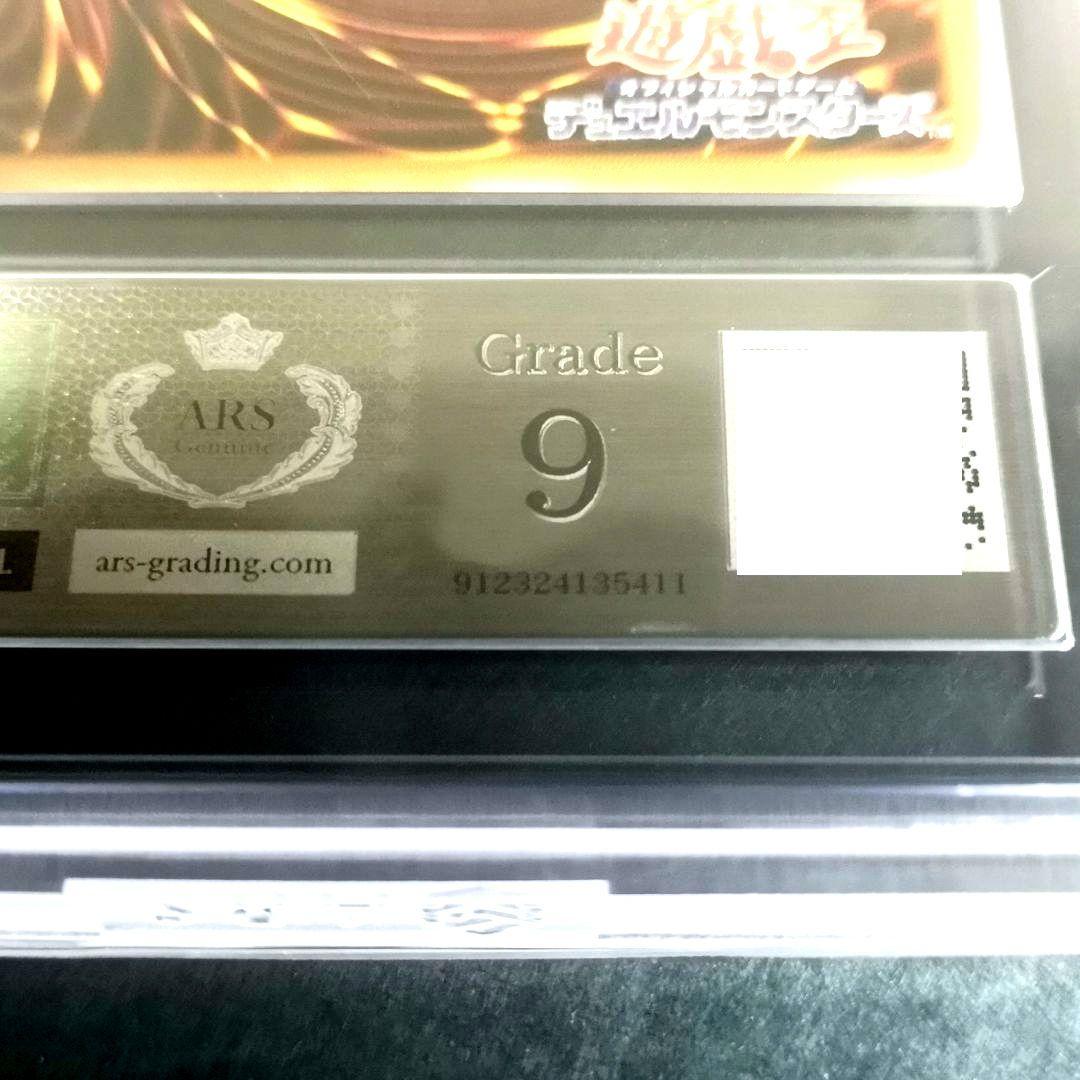 遊戯王
オフィシャルカードゲーム
デュエルモンスターズ
TM
ARS
Genuine
ars-grading.com
Grade
9
912324135411